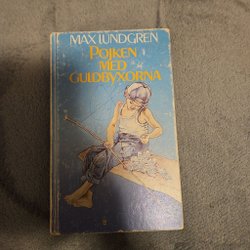 MAX LUNDGREN
POJKEN
MED
GULDBYXORNA